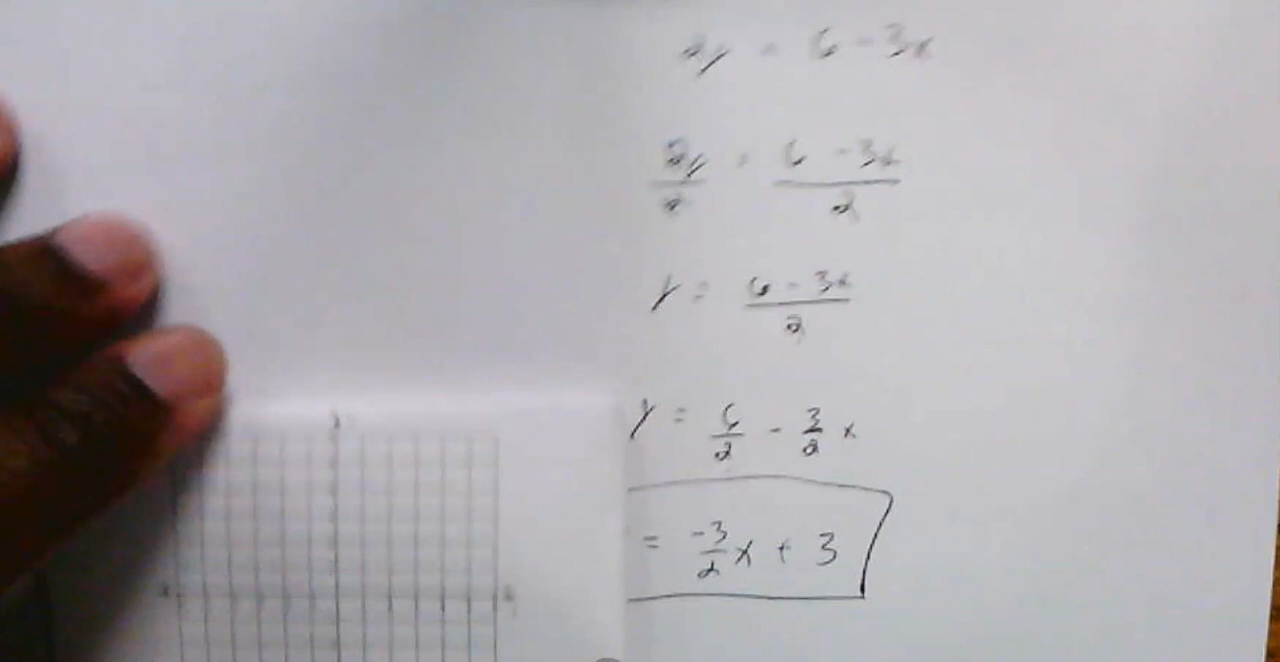 2y = 6 - 3x
2y/2 = 6 - 3x/2
y = 6 - 3x/2
y = 6/2 - 3/2 x
= -3/2 x + 3